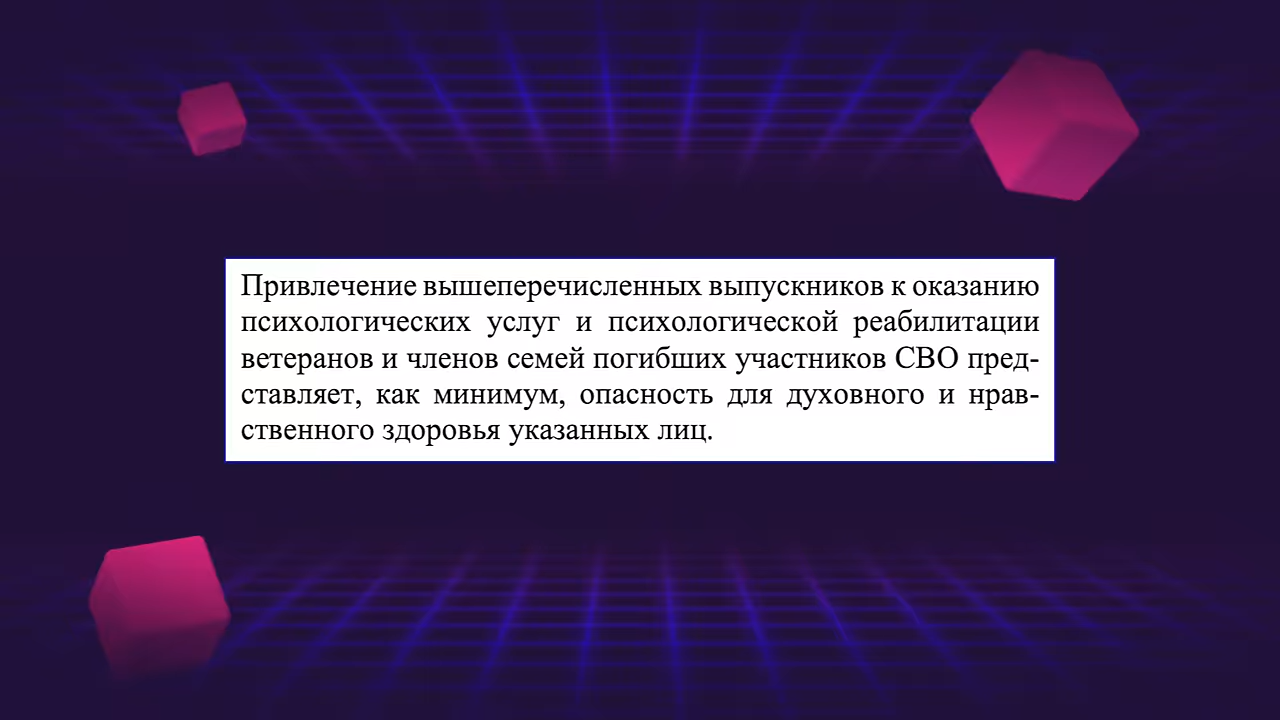 Привлечение вышеперечисленных выпускников к оказанию
психологических услуг и психологической реабилитации
ветеранов и членов семей погибших участников СВО пред-
ставляет, как минимум, опасность для духовного и нрав-
ственного здоровья указанных лиц.